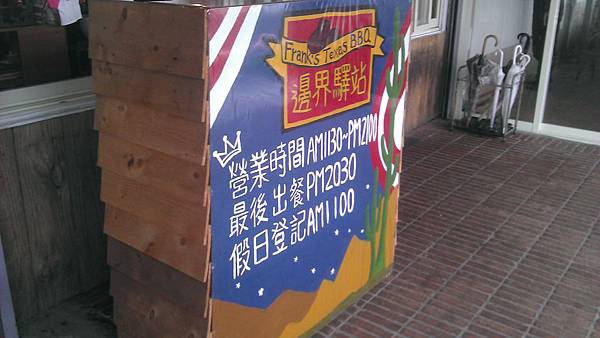 Frank's Texas BBQ
邊界驛站
營業時間AM1130~PM2100
最後出餐PM2030
假日登記AM1100